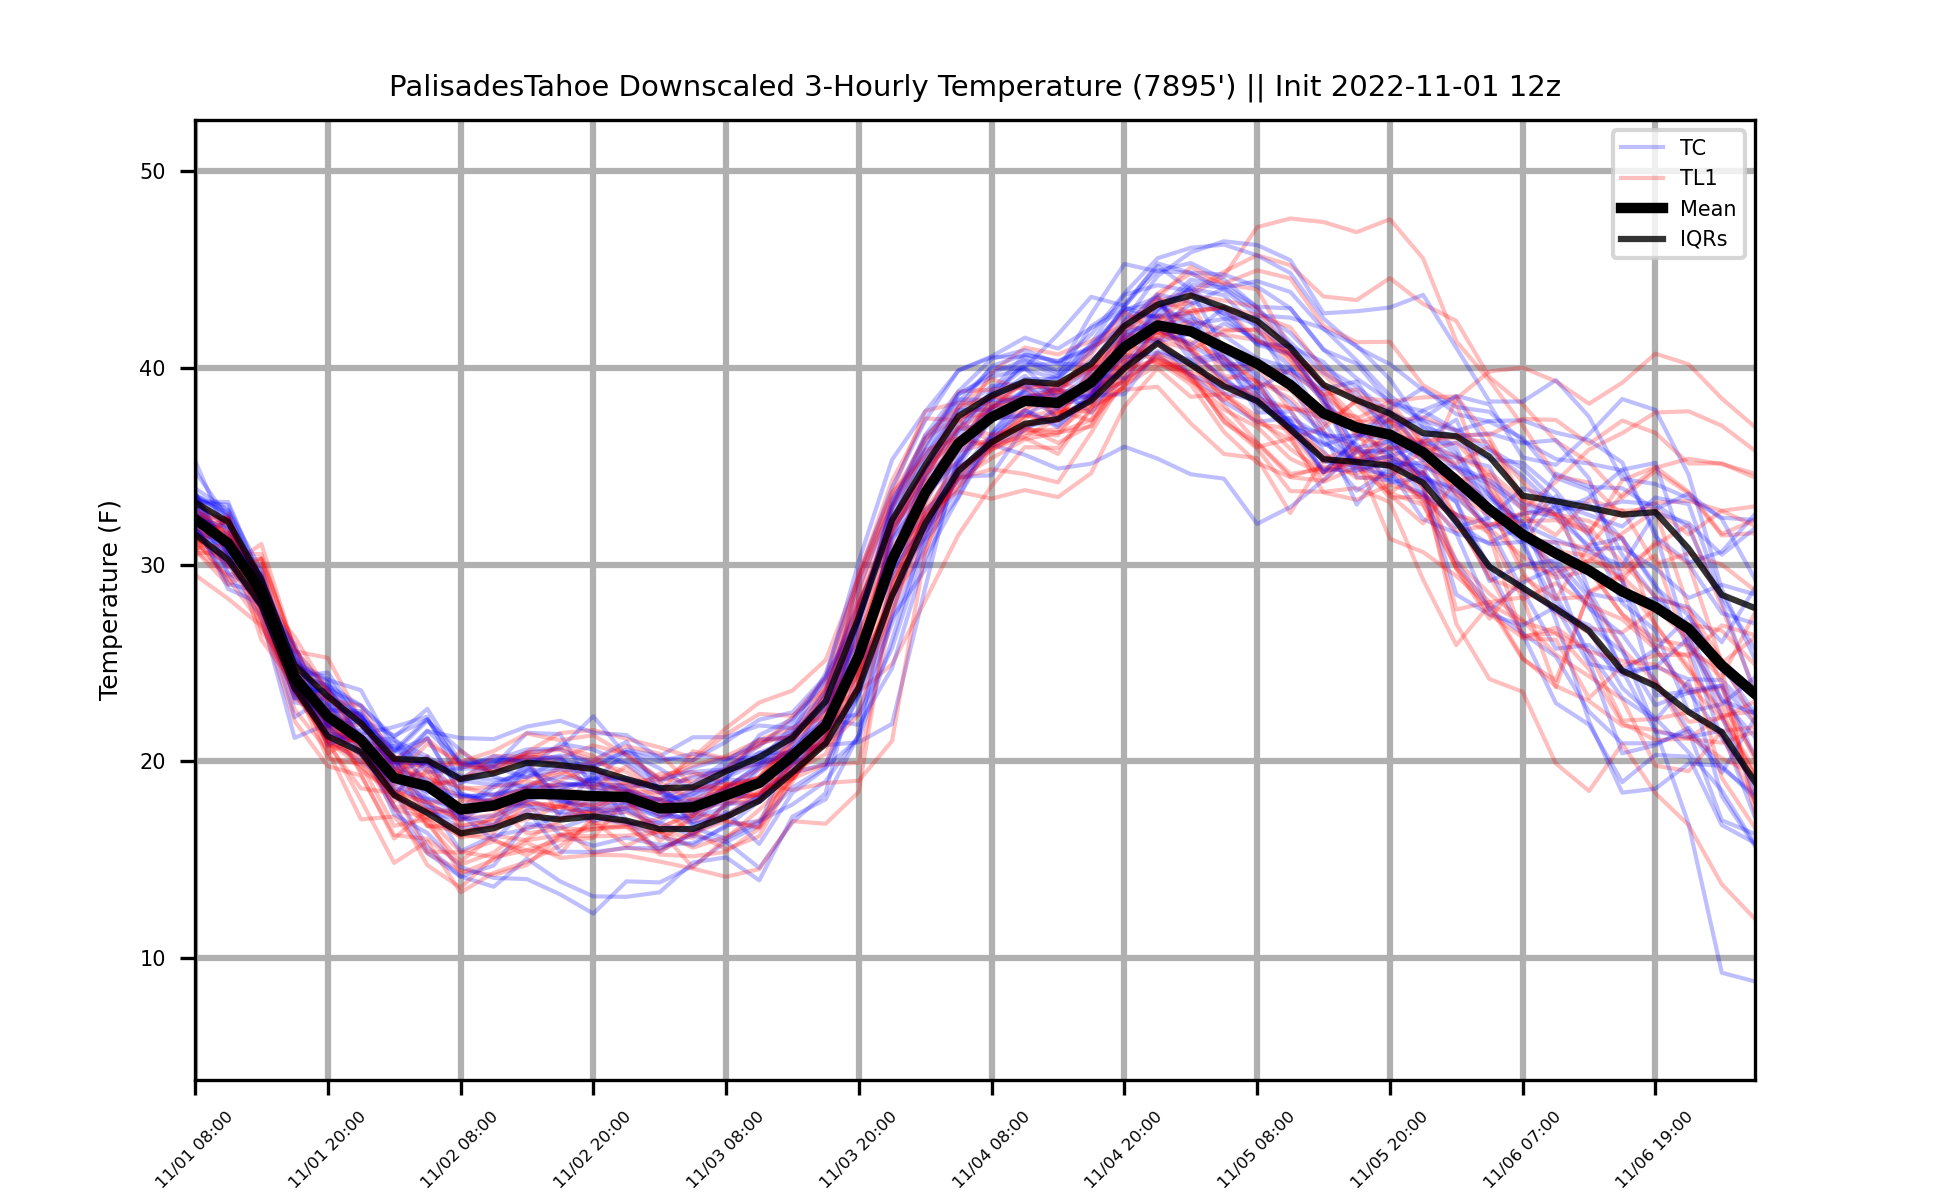 PalisadesTahoe Downscaled 3-Hourly Temperature (7895') || Init 2022-11-01 12z
TC
TL1
Mean
IQRs
Temperature (F)
50
40
30
20
10
11/01 08:00
11/01 20:00
11/02 08:00
11/02 20:00
11/03 08:00
11/03 20:00
11/04 08:00
11/04 20:00
11/05 08:00
11/05 20:00
11/06 07:00
11/06 19:00